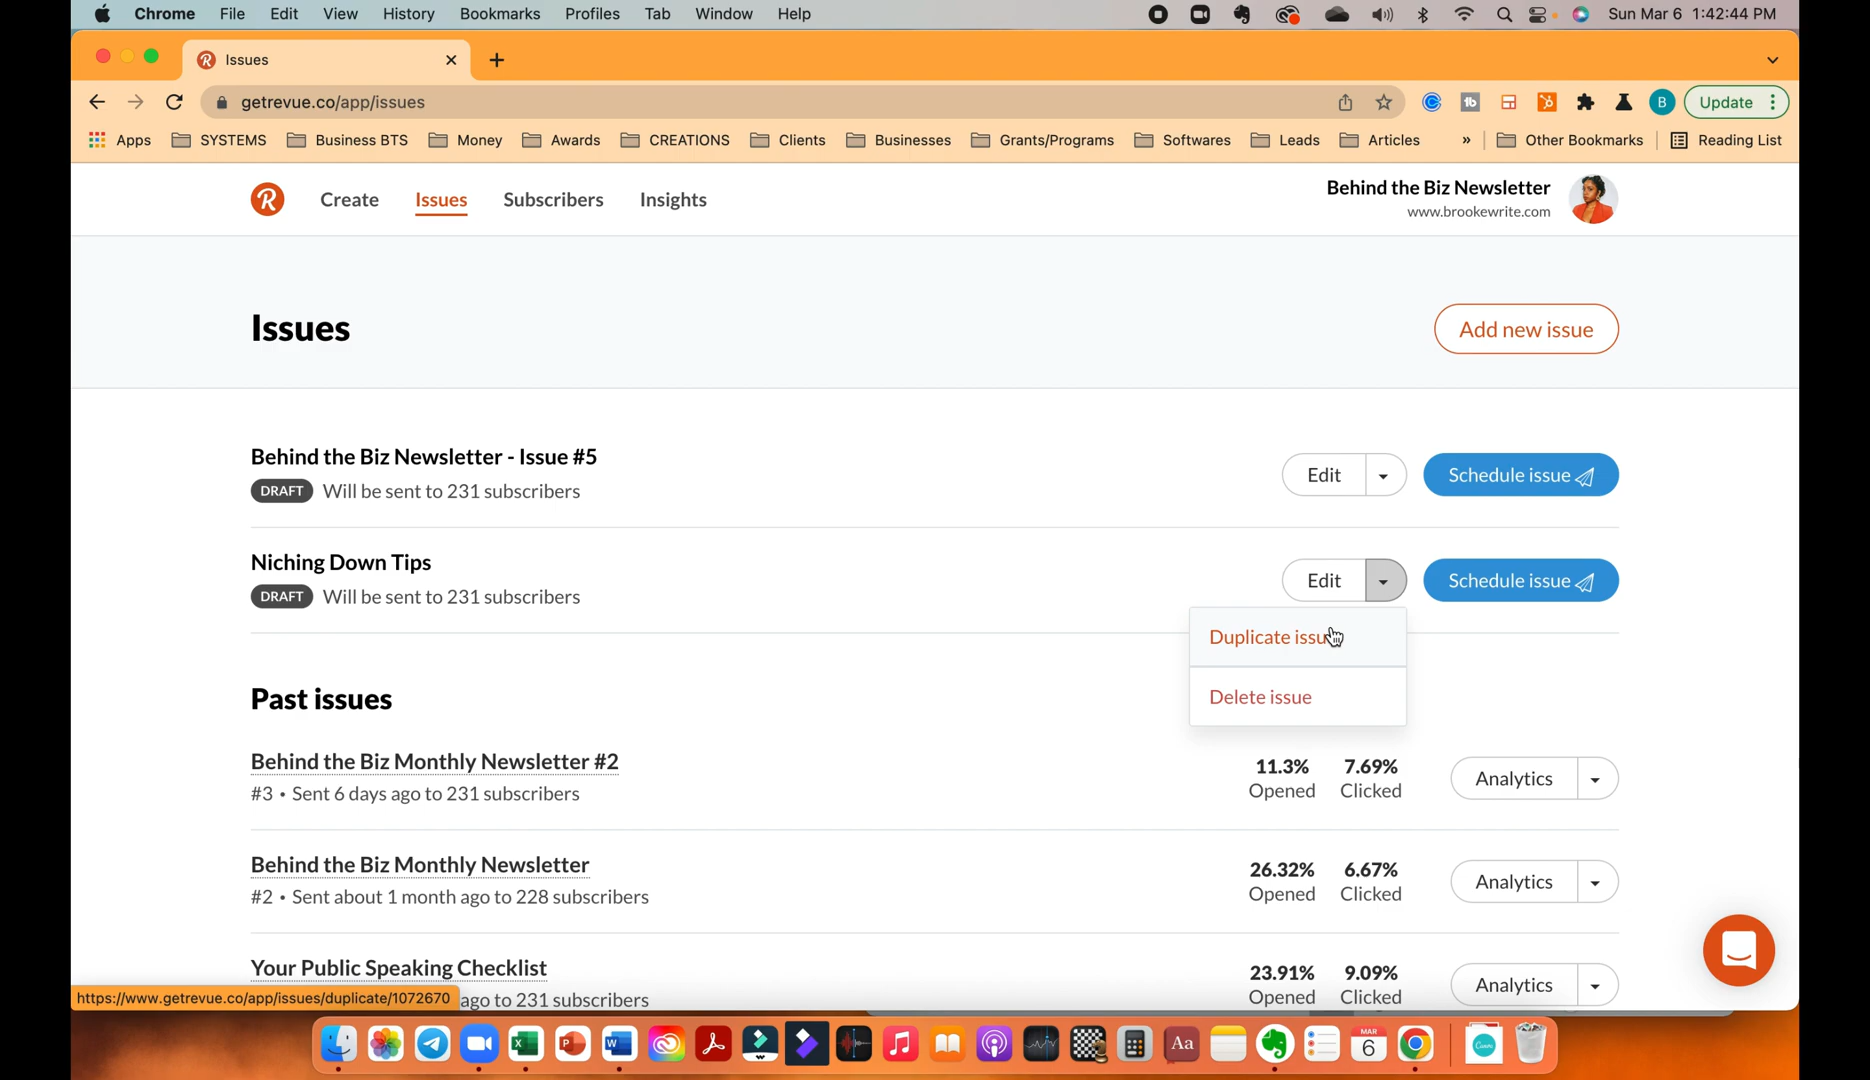 Chrome File Edit View History Bookmarks Profiles Tab Window Help Sun Mar 6 1:42:44 PM
R Issues
getrevue.co/app/issues tb B Update
Apps SYSTEMS Business BTS Money Awards CREATIONS Clients Businesses Grants/Programs Softwares Leads Articles » Other Bookmarks Reading List
R Create Issues Subscribers Insights Behind the Biz Newsletter
www.brookewrite.com
Issues Add new issue
Behind the Biz Newsletter - Issue #5
DRAFT Will be sent to 231 subscribers Edit Schedule issue
Niching Down Tips
DRAFT Will be sent to 231 subscribers Edit Schedule issue
Duplicate issue
Delete issue
Past issues
Behind the Biz Monthly Newsletter #2 11.3% 7.69% Analytics
#3 • Sent 6 days ago to 231 subscribers Opened Clicked
Behind the Biz Monthly Newsletter 26.32% 6.67% Analytics
#2 • Sent about 1 month ago to 228 subscribers Opened Clicked
Your Public Speaking Checklist 23.91% 9.09% Analytics
https://www.getrevue.co/app/issues/duplicate/1072670 ago to 231 subscribers Opened Clicked
X P W Aa MAR 6 Canva